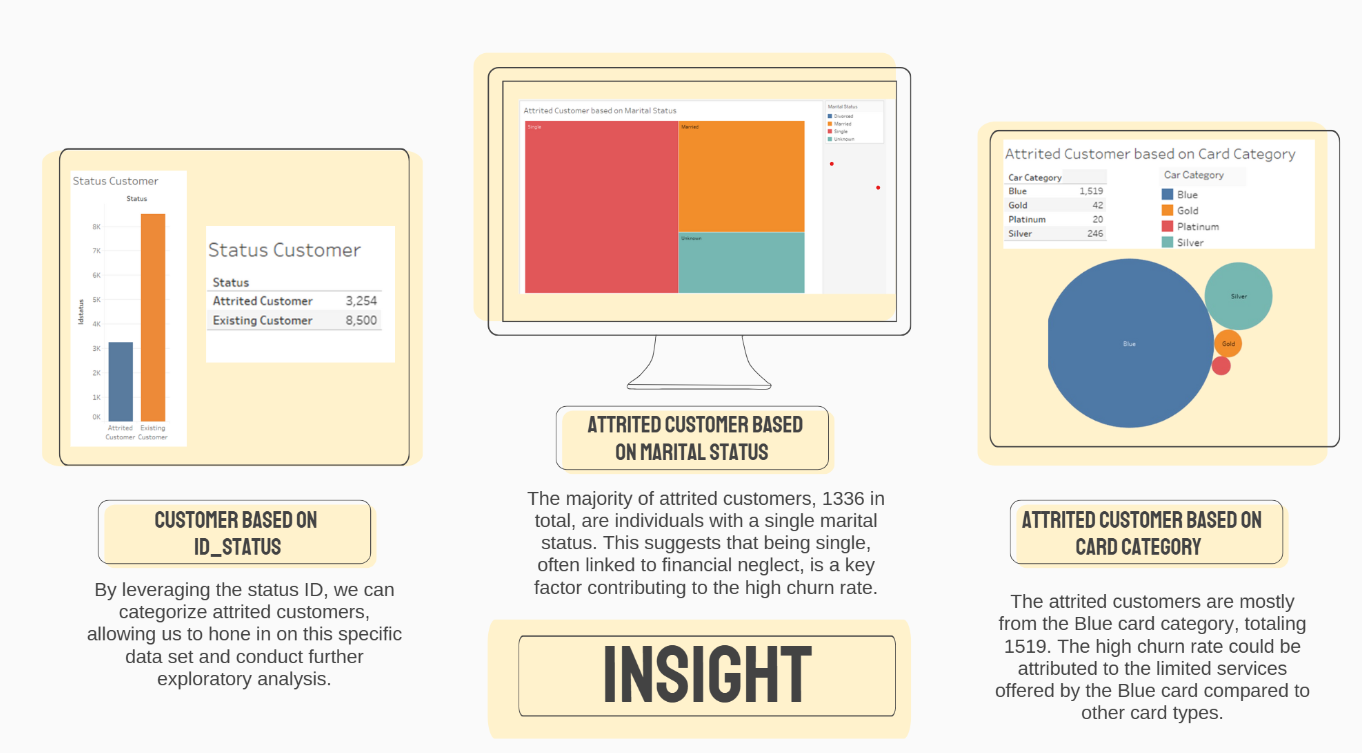 Status Customer
Status
8K
7K
6K
5K
4K
3K
2K
1K
0K
Idstatus
Attrited Existing
Customer Customer
Status Customer
Status
Attrited Customer 3,254
Existing Customer 8,500
CUSTOMER BASED ON
ID_STATUS
By leveraging the status ID, we can
categorize attrited customers,
allowing us to hone in on this specific
data set and conduct further
exploratory analysis.
Attrited Customer based on Marital Status
Single
Married
Unknown
Marital Status
Divorced
Married
Single
Unknown
ATTRITED CUSTOMER BASED
ON MARITAL STATUS
The majority of attrited customers, 1336 in
total, are individuals with a single marital
status. This suggests that being single,
often linked to financial neglect, is a key
factor contributing to the high churn rate.
INSIGHT
Attrited Customer based on Card Category
Car Category
Blue 1,519
Gold 42
Platinum 20
Silver 246
Car Category
Blue
Gold
Platinum
Silver
Blue
Silver
Gold
ATTRITED CUSTOMER BASED ON
CARD CATEGORY
The attrited customers are mostly
from the Blue card category, totaling
1519. The high churn rate could be
attributed to the limited services
offered by the Blue card compared to
other card types.